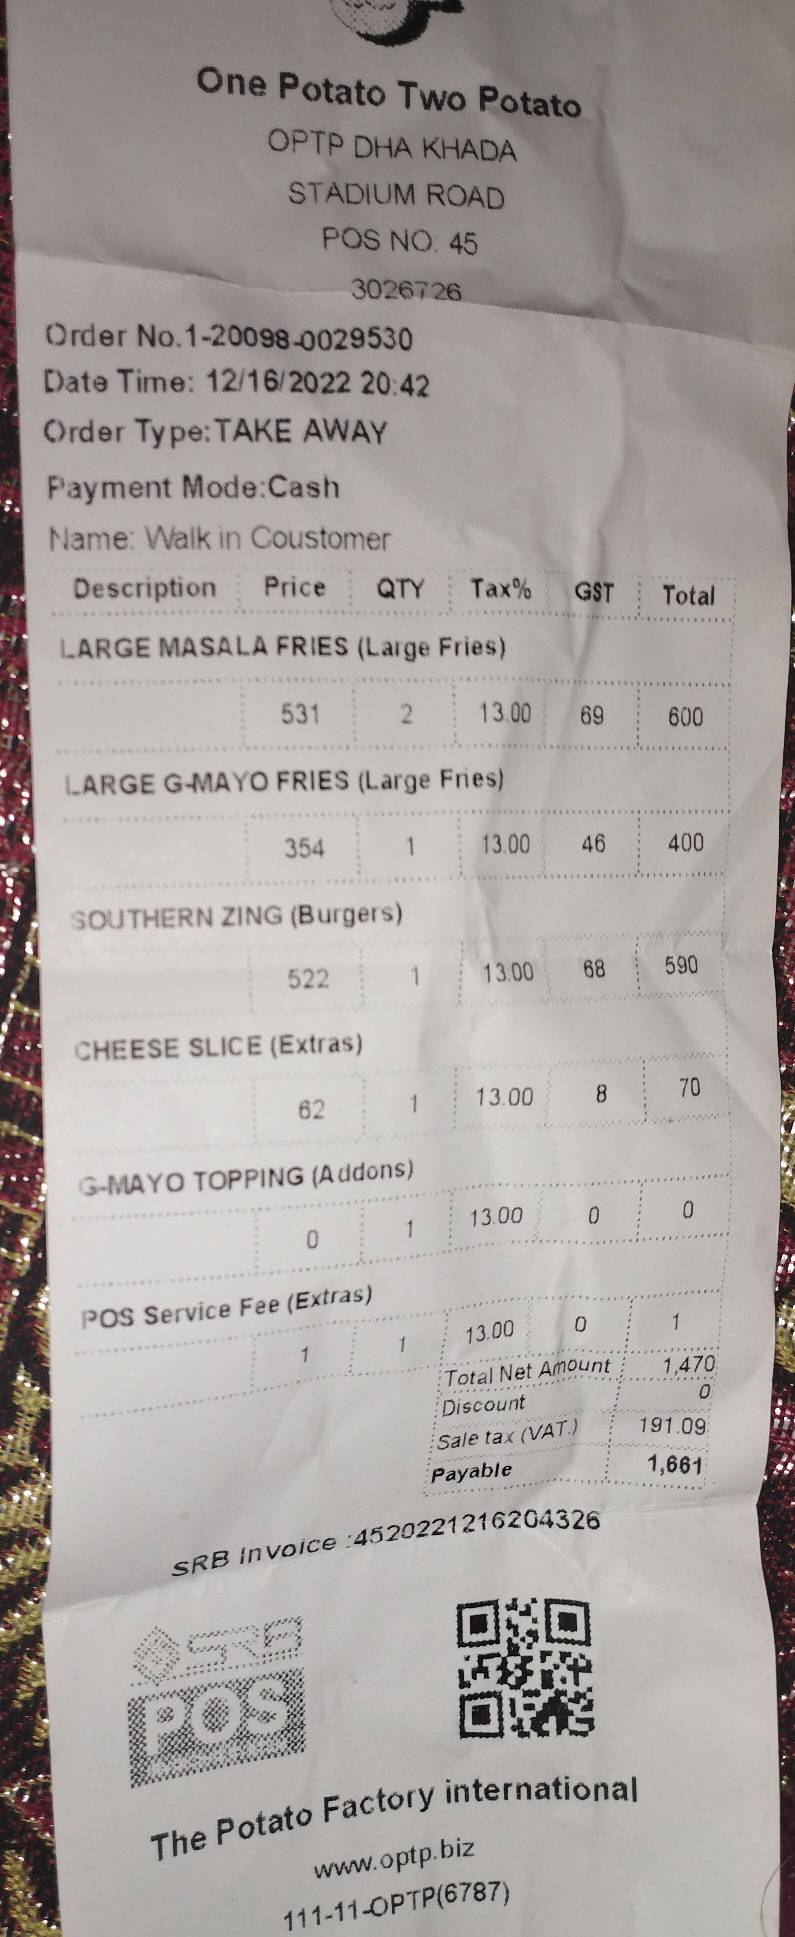 One Potato Two Potato
OPTP DHA KHADA
STADIUM ROAD
POS NO. 45
3026726
Order No.1-20098-0029530
Date Time: 12/16/2022 20:42
Order Type:TAKE AWAY
Payment Mode:Cash
Name: Walk in Coustomer
Description Price QTY Tax% GST Total
LARGE MASALA FRIES (Large Fries)
531 2 13.00 69 600
LARGE G-MAYO FRIES (Large Fries)
354 1 13.00 46 400
SOUTHERN ZING (Burgers)
522 1 13.00 68 590
CHEESE SLICE (Extras)
62 1 13.00 8 70
G-MAYO TOPPING (Addons)
0 1 13.00 0 0
POS Service Fee (Extras)
1 1 13.00 0 1
Total Net Amount 1,470
Discount 0
Sale tax (VAT.) 191.09
Payable 1,661
SRB Invoice :4520221216204326
SRB
POS
The Potato Factory international
www.optp.biz
111-11-OPTP(6787)